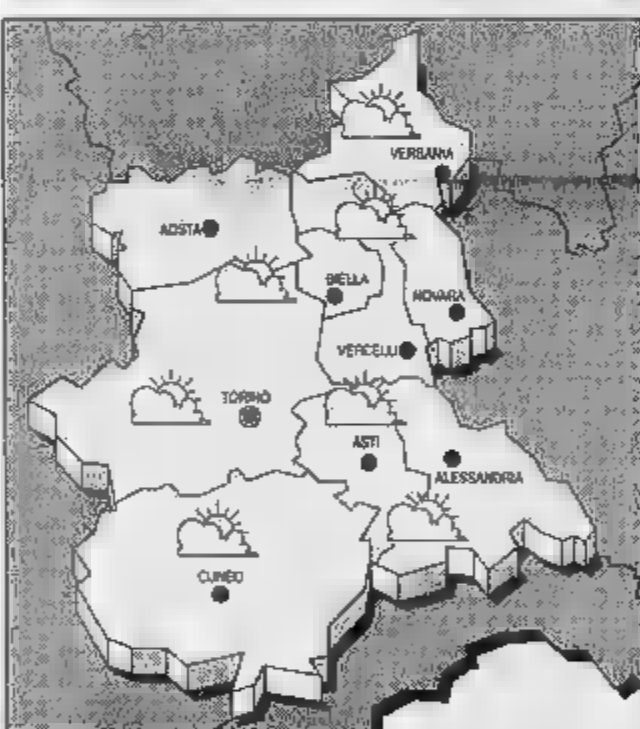 VERBANIA
AOSTA
BIELLA
NOVARA
VERCELLI
TORINO
ASTI
ALESSANDRIA
CUNEO